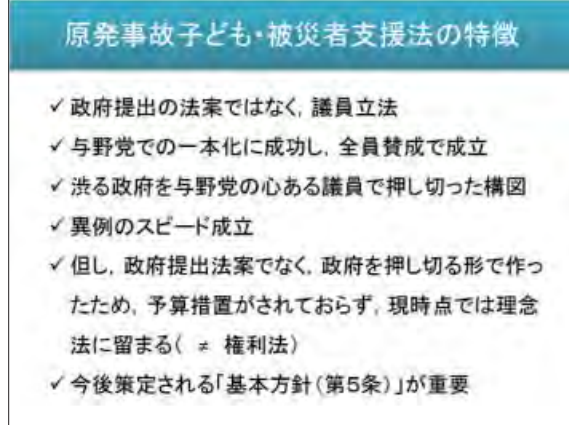 原発事故子ども・被災者支援法の特徴
✓ 政府提出の法案ではなく, 議員立法
✓ 与野党での一本化に成功し, 全員賛成で成立
✓ 渋る政府を与野党の心ある議員で押し切った構図
✓ 異例のスピード成立
✓ 但し, 政府提出法案でなく, 政府を押し切る形で作っ
たため, 予算措置がされておらず, 現時点では理念
法に留まる( ≠ 権利法)
✓ 今後策定される「基本方針(第5条)」が重要